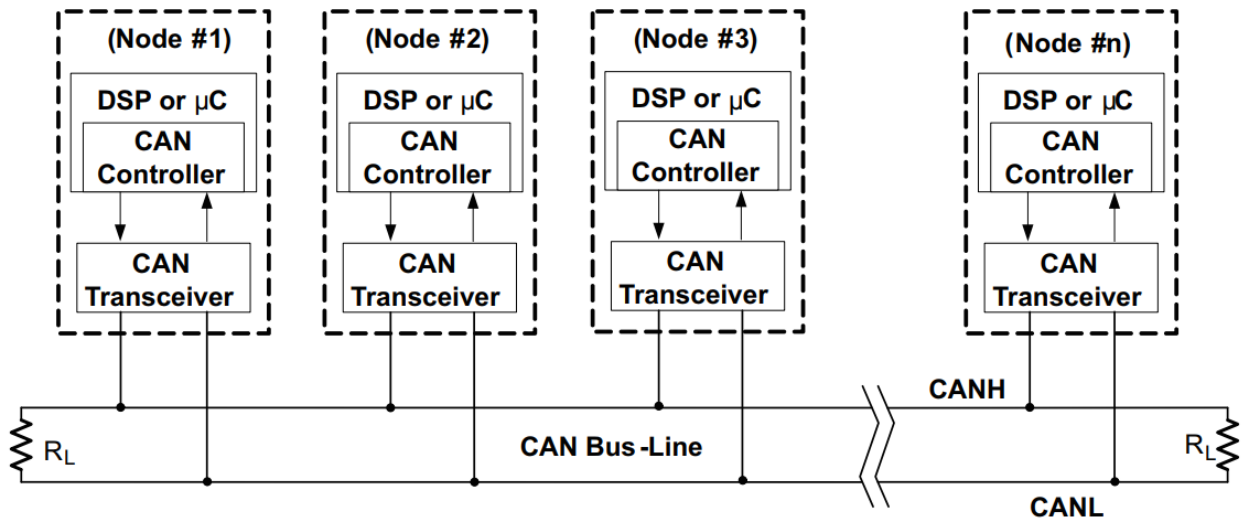 (Node #1)
DSP or µC
CAN
Controller
CAN
Transceiver
(Node #2)
DSP or µC
CAN
Controller
CAN
Transceiver
(Node #3)
DSP or µC
CAN
Controller
CAN
Transceiver
(Node #n)
DSP or µC
CAN
Controller
CAN
Transceiver
CANH
RL
CAN Bus-Line
RL
CANL